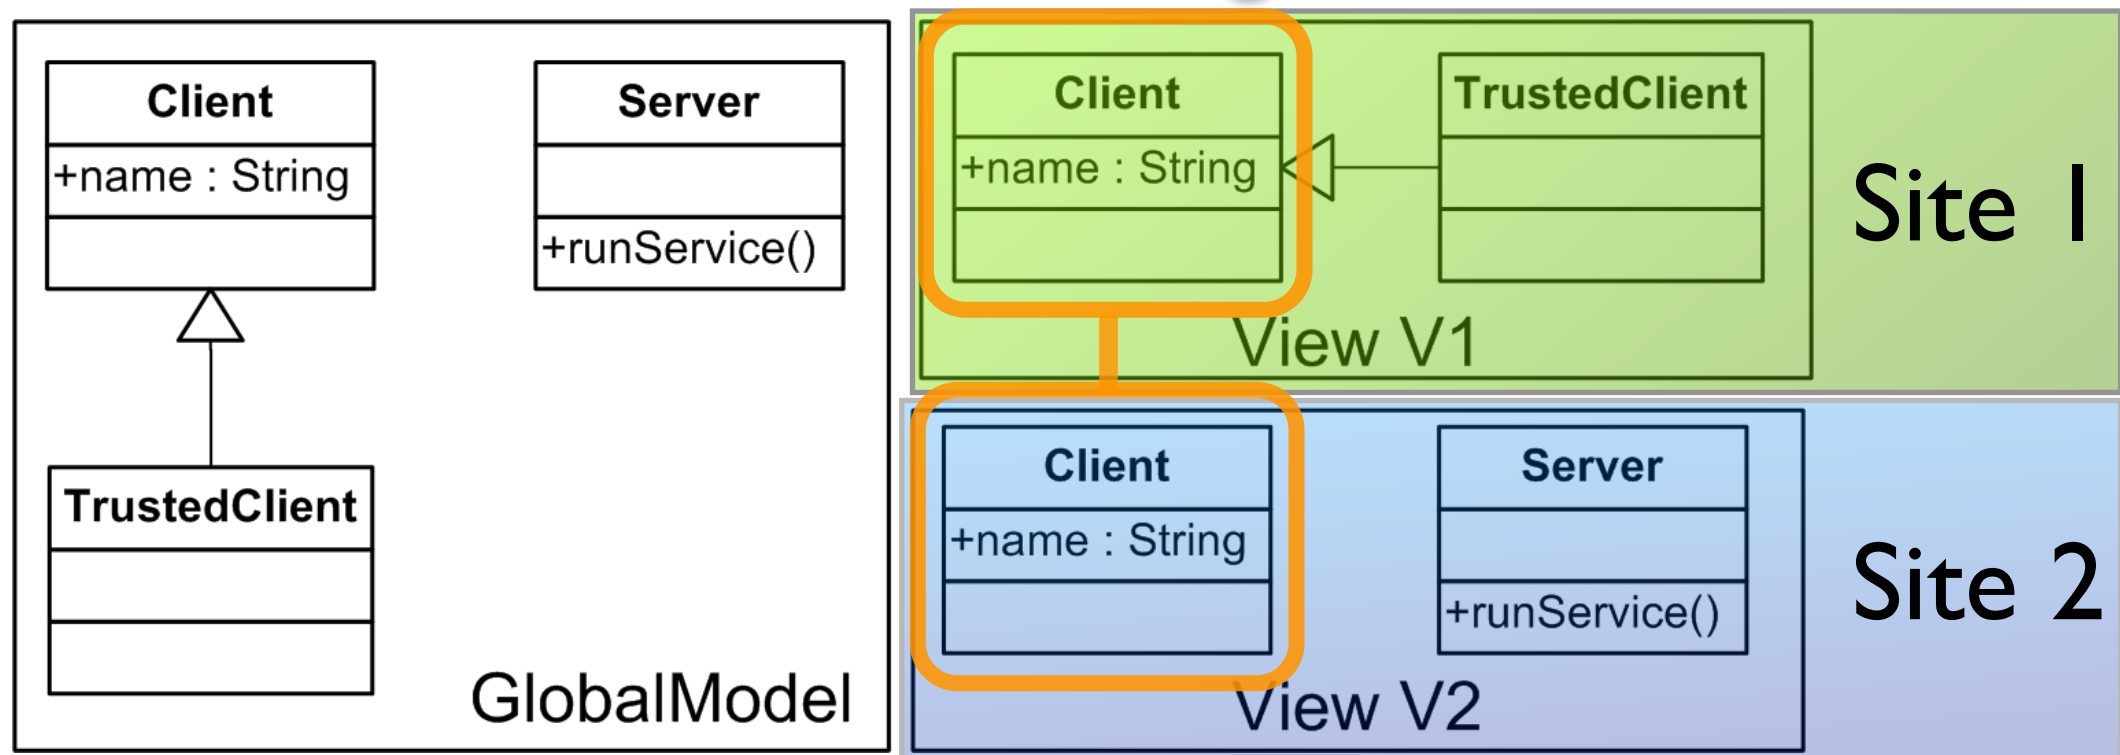 Client
+name : String
Server
+runService()
TrustedClient
GlobalModel
Client
+name : String
TrustedClient
Site 1
View V1
Client
+name : String
Server
+runService()
Site 2
View V2